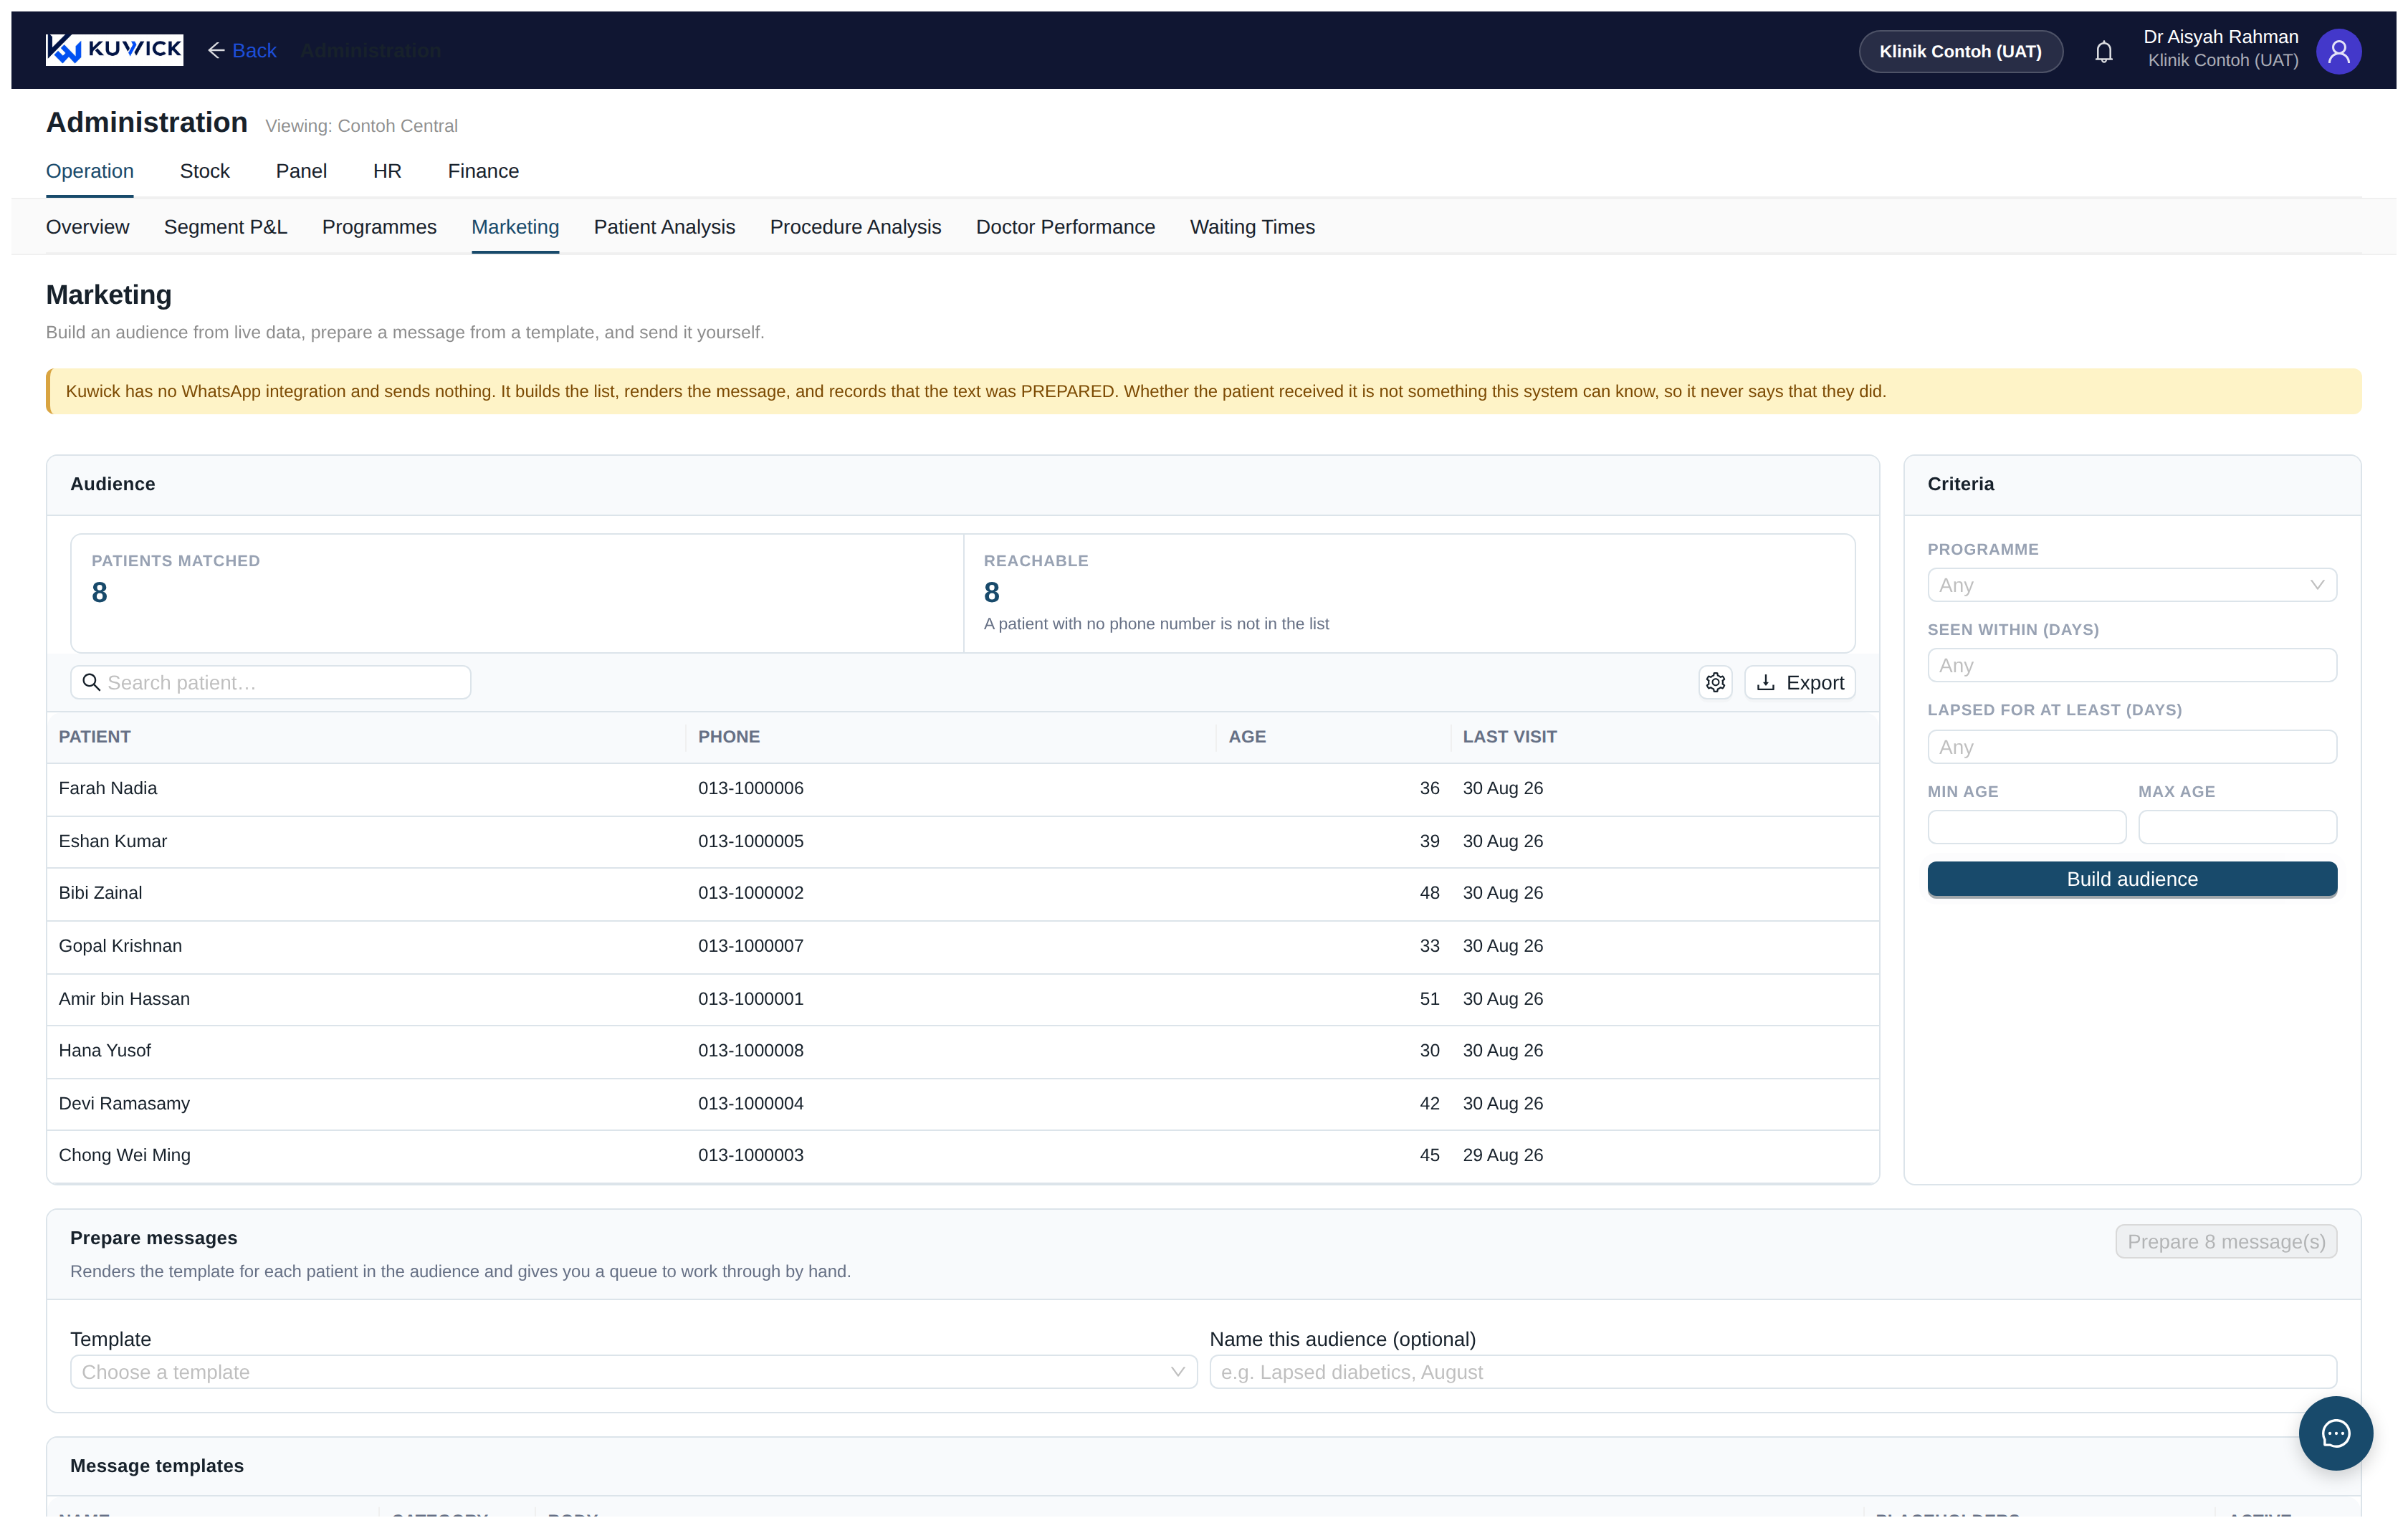 KUWICK
Back Administration
Klinik Contoh (UAT)
Dr Aisyah Rahman
Klinik Contoh (UAT)
Administration Viewing: Contoh Central
Operation Stock Panel HR Finance
Overview Segment P&L Programmes Marketing Patient Analysis Procedure Analysis Doctor Performance Waiting Times
Marketing
Build an audience from live data, prepare a message from a template, and send it yourself.
Kuwick has no WhatsApp integration and sends nothing. It builds the list, renders the message, and records that the text was PREPARED. Whether the patient received it is not something this system can know, so it never says that they did.
Audience
PATIENTS MATCHED
8
REACHABLE
8
A patient with no phone number is not in the list
Search patient…
Export
PATIENT PHONE AGE LAST VISIT
Farah Nadia 013-1000006 36 30 Aug 26
Eshan Kumar 013-1000005 39 30 Aug 26
Bibi Zainal 013-1000002 48 30 Aug 26
Gopal Krishnan 013-1000007 33 30 Aug 26
Amir bin Hassan 013-1000001 51 30 Aug 26
Hana Yusof 013-1000008 30 30 Aug 26
Devi Ramasamy 013-1000004 42 30 Aug 26
Chong Wei Ming 013-1000003 45 29 Aug 26
Criteria
PROGRAMME
Any
SEEN WITHIN (DAYS)
Any
LAPSED FOR AT LEAST (DAYS)
Any
MIN AGE MAX AGE
Build audience
Prepare messages
Renders the template for each patient in the audience and gives you a queue to work through by hand.
Prepare 8 message(s)
Template
Choose a template
Name this audience (optional)
e.g. Lapsed diabetics, August
Message templates
NAME CATEGORY BODY PLACEHOLDERS ACTIVE